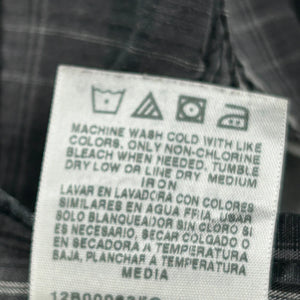 MACHINE WASH COLD WITH LIKE
COLORS. ONLY NON-CHLORINE
BLEACH WHEN NEEDED. TUMBLE
DRY LOW OR LINE DRY. MEDIUM
IRON
LAVAR EN LAVADORA CON COLORES
SIMILARES EN AGUA FRIA. USAR
SOLO BLANQUEADOR SIN CLORO SI
ES NECESARIO. SECAR COLGADO O
EN SECADORA A TEMPERATURA
BAJA, PLANCHAR A TEMPERATURA
MEDIA